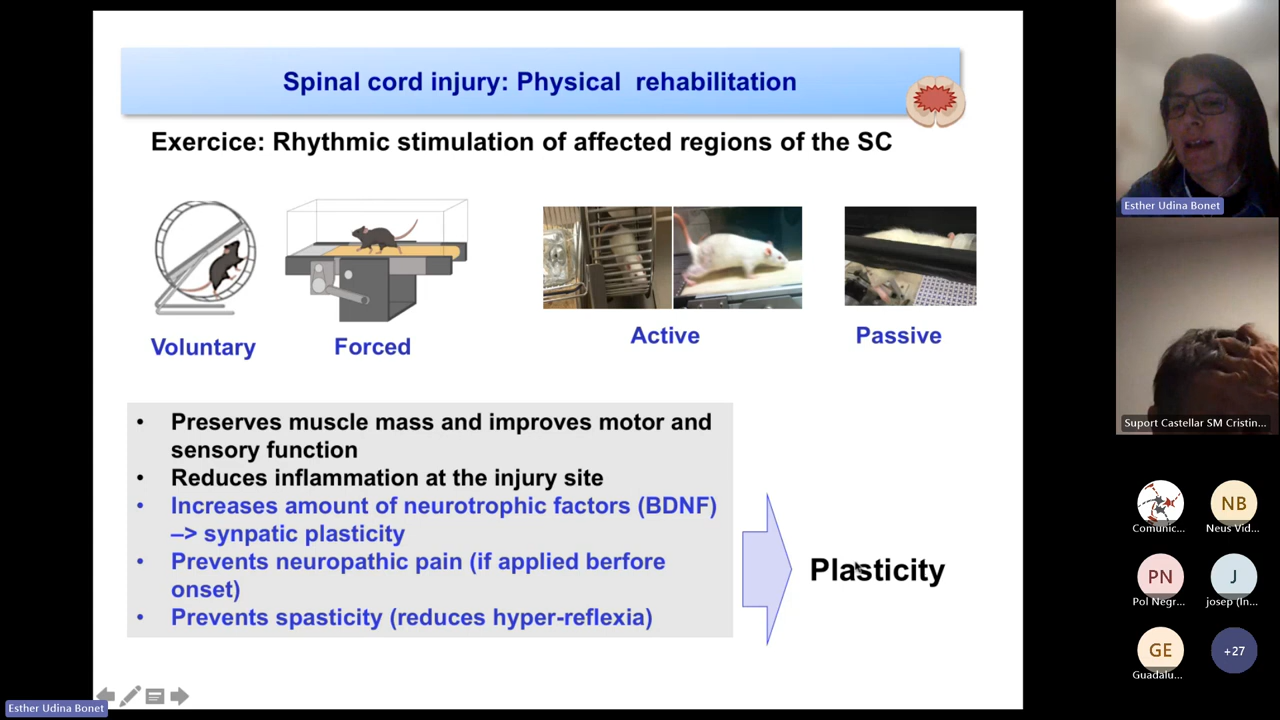 Spinal cord injury: Physical rehabilitation
Exercice: Rhythmic stimulation of affected regions of the SC
Voluntary
Forced
Active
Passive
• Preserves muscle mass and improves motor and
sensory function
• Reduces inflammation at the injury site
• Increases amount of neurotrophic factors (BDNF)
–> synpatic plasticity
• Prevents neuropathic pain (if applied berfore
onset)
• Prevents spasticity (reduces hyper-reflexia)
Plasticity
Esther Udina Bonet
Esther Udina Bonet
Suport Castellar SM Cristin...
Comunic...
NB
Neus Vid...
PN
Pol Negr...
J
josep (In...
GE
Guadalu...
+27